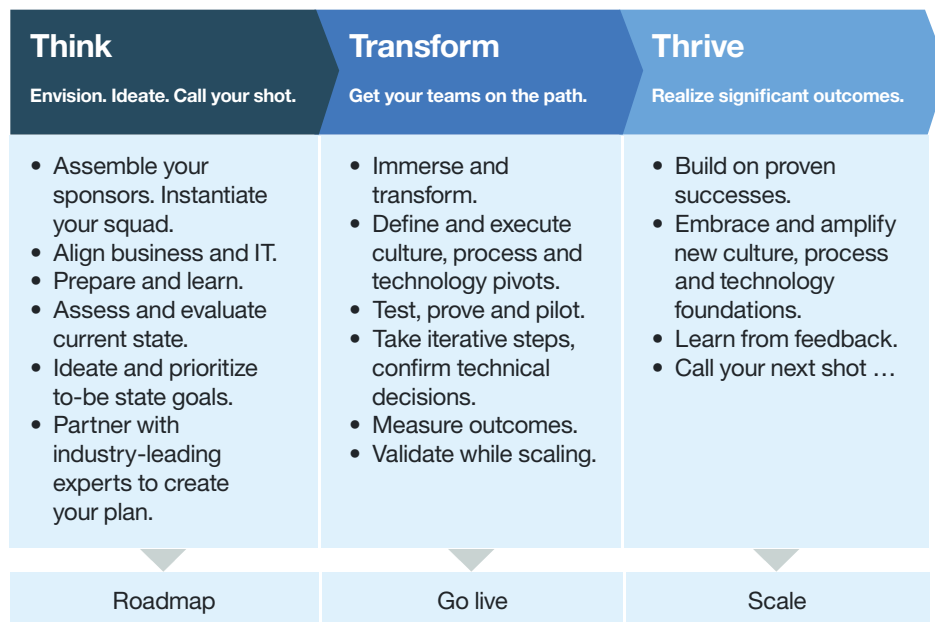 Think
Envision. Ideate. Call your shot.
• Assemble your
sponsors. Instantiate
your squad.
• Align business and IT.
• Prepare and learn.
• Assess and evaluate
current state.
• Ideate and prioritize
to-be state goals.
• Partner with
industry-leading
experts to create
your plan.
Roadmap
Transform
Get your teams on the path.
• Immerse and
transform.
• Define and execute
culture, process and
technology pivots.
• Test, prove and pilot.
• Take iterative steps,
confirm technical
decisions.
• Measure outcomes.
• Validate while scaling.
Go live
Thrive
Realize significant outcomes.
• Build on proven
successes.
• Embrace and amplify
new culture, process
and technology
foundations.
• Learn from feedback.
• Call your next shot …
Scale